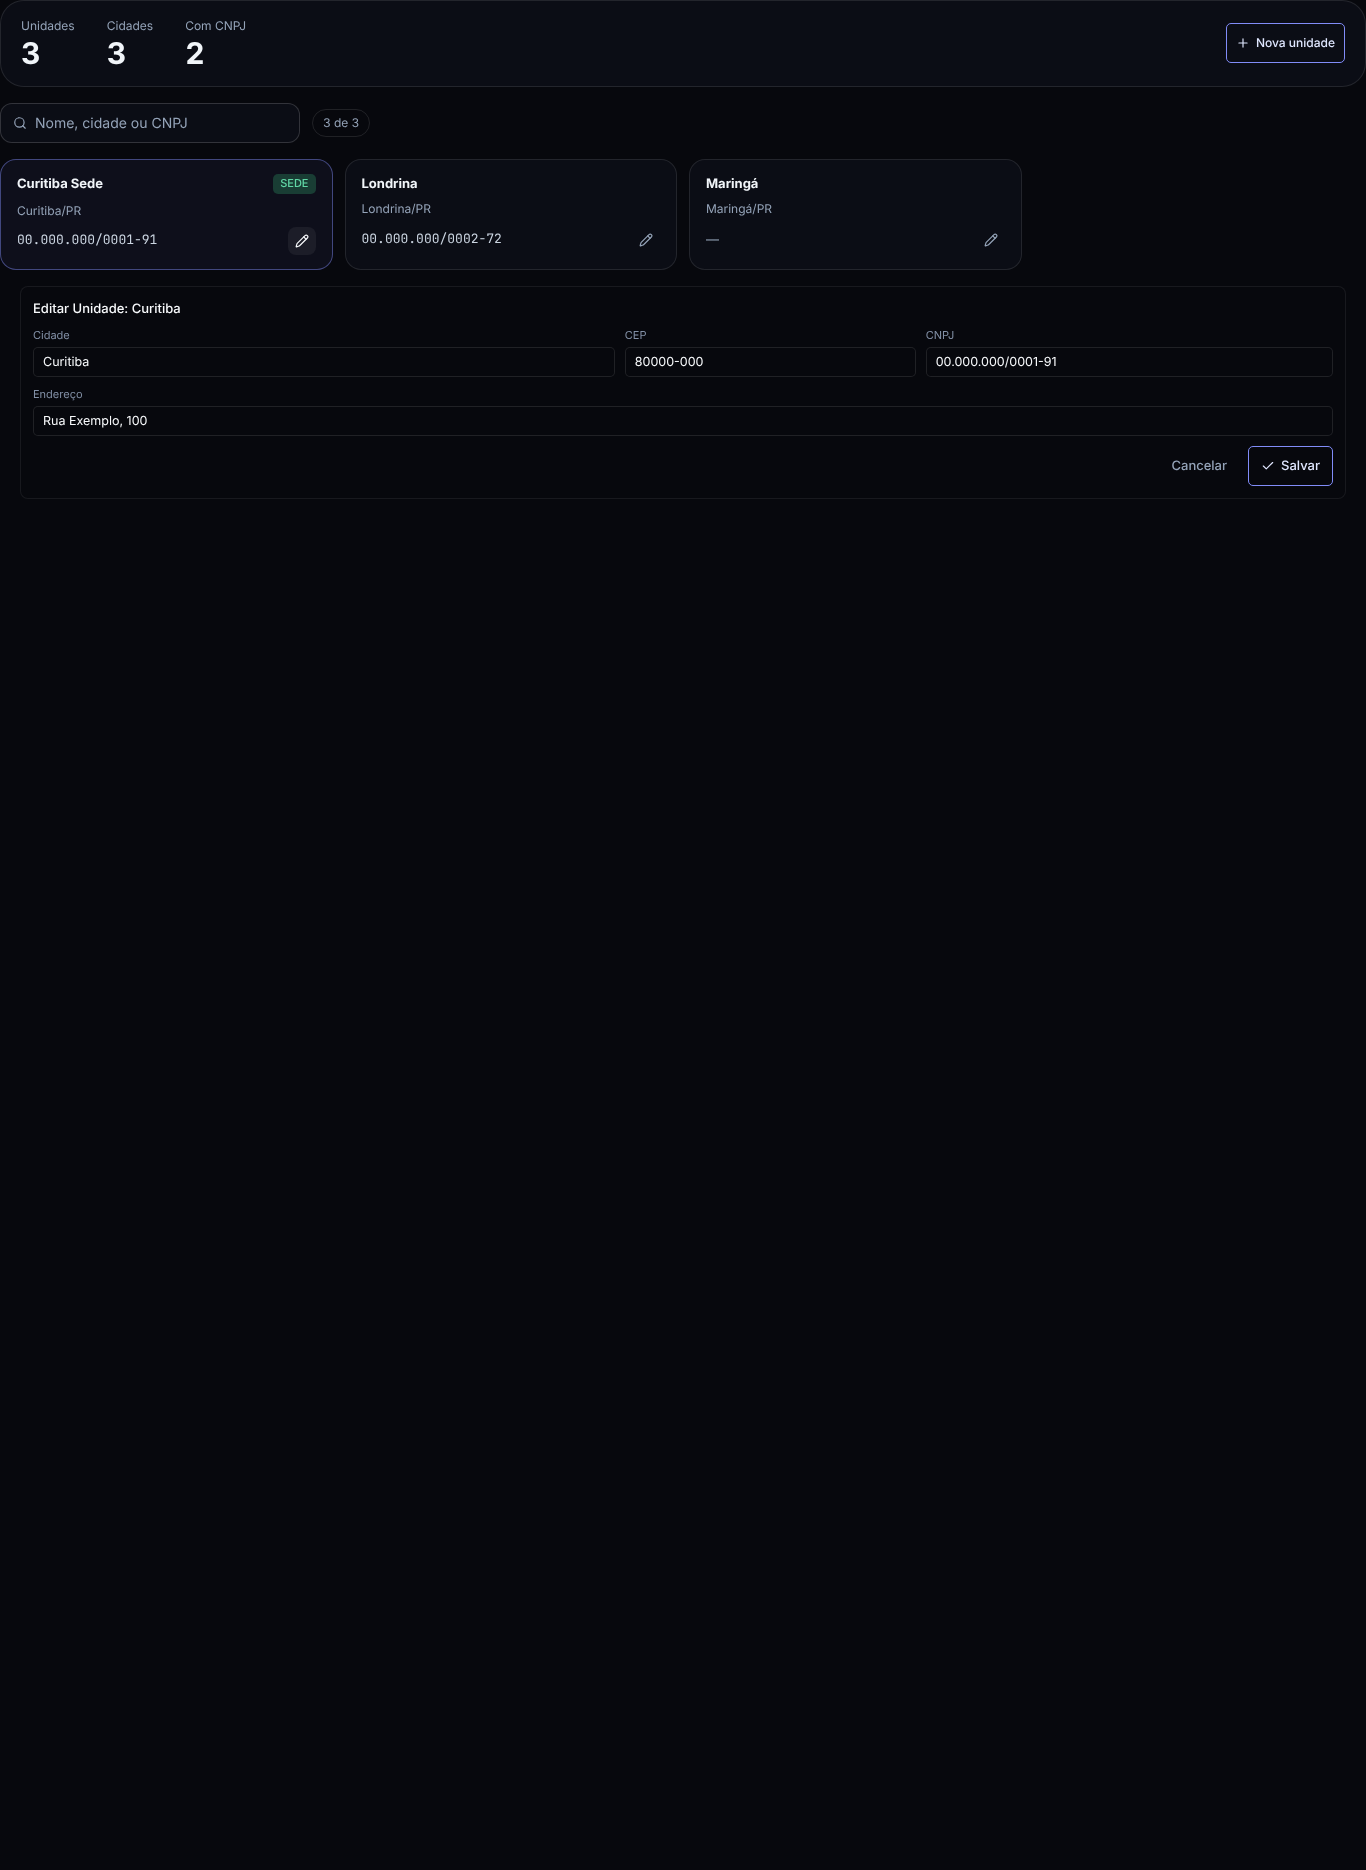 Unidades Cidades Com CNPJ
3 3 2
Nova unidade
Nome, cidade ou CNPJ
3 de 3
Curitiba Sede SEDE
Curitiba/PR
00.000.000/0001-91
Londrina
Londrina/PR
00.000.000/0002-72
Maringá
Maringá/PR
—
Editar Unidade: Curitiba
Cidade CEP CNPJ
Curitiba 80000-000 00.000.000/0001-91
Endereço
Rua Exemplo, 100
Cancelar Salvar